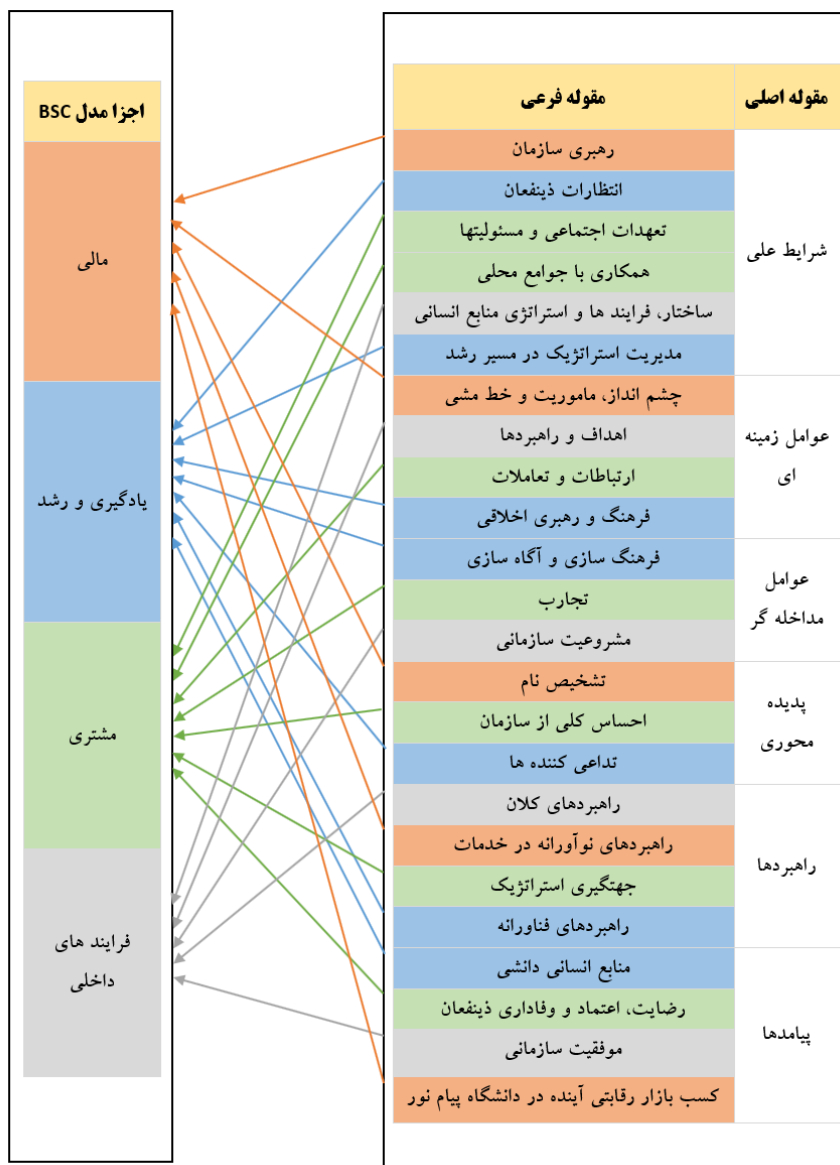 مقوله اصلی
مقوله فرعی
شرایط علی
رهبری سازمان
انتظارات ذینفعان
تعهدات اجتماعی و مسئولیتها
همکاری با جوامع محلی
ساختار، فرایند ها و استراتژی منابع انسانی
مدیریت استراتژیک در مسیر رشد
عوامل زمینه
ای
چشم انداز، ماموریت و خط مشی
اهداف و راهبردها
ارتباطات و تعاملات
فرهنگ و رهبری اخلاقی
عوامل
مداخله گر
فرهنگ سازی و آگاه سازی
تجارب
مشروعیت سازمانی
پدیده
محوری
تشخیص نام
احساس کلی از سازمان
تداعی کننده ها
راهبردها
راهبردهای کلان
راهبردهای نوآورانه در خدمات
جهتگیری استراتژیک
راهبردهای فناورانه
پیامدها
منابع انسانی دانشی
رضایت، اعتماد و وفاداری ذینفعان
موفقیت سازمانی
کسب بازار رقابتی آینده در دانشگاه پیام نور
اجزا مدل BSC
مالی
یادگیری و رشد
مشتری
فرایند های
داخلی